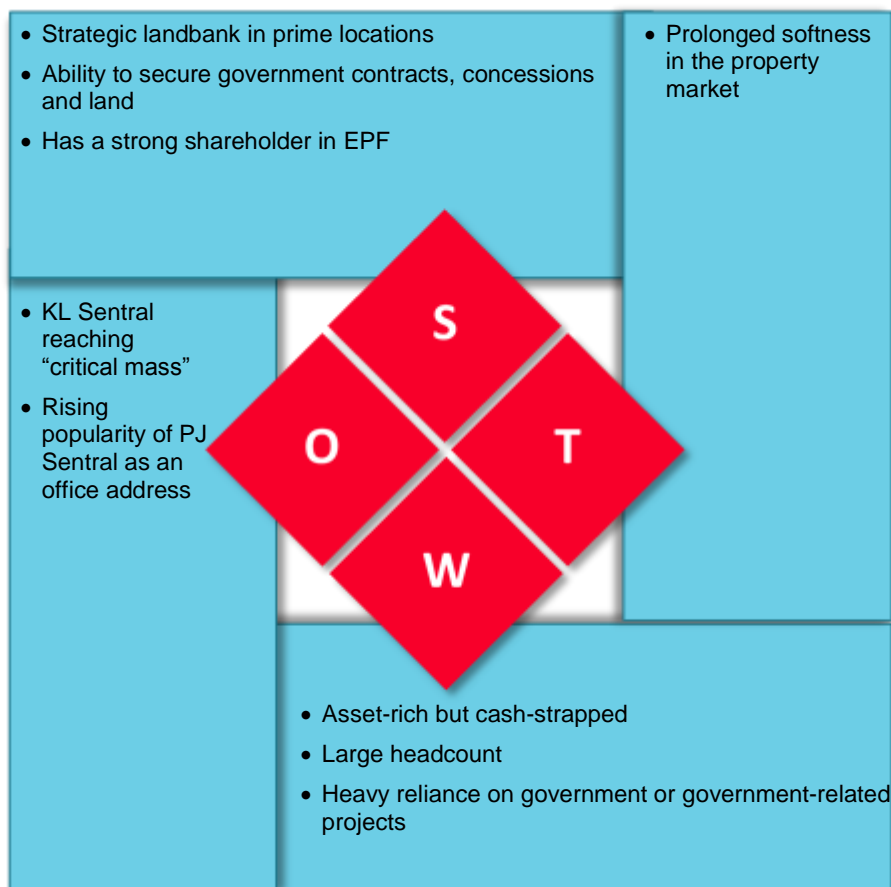 • Strategic landbank in prime locations
• Ability to secure government contracts, concessions
and land
• Has a strong shareholder in EPF
• Prolonged softness
in the property
market
• KL Sentral
reaching
“critical mass”
• Rising
popularity of PJ
Sentral as an
office address
S
O
T
W
• Asset-rich but cash-strapped
• Large headcount
• Heavy reliance on government or government-related
projects